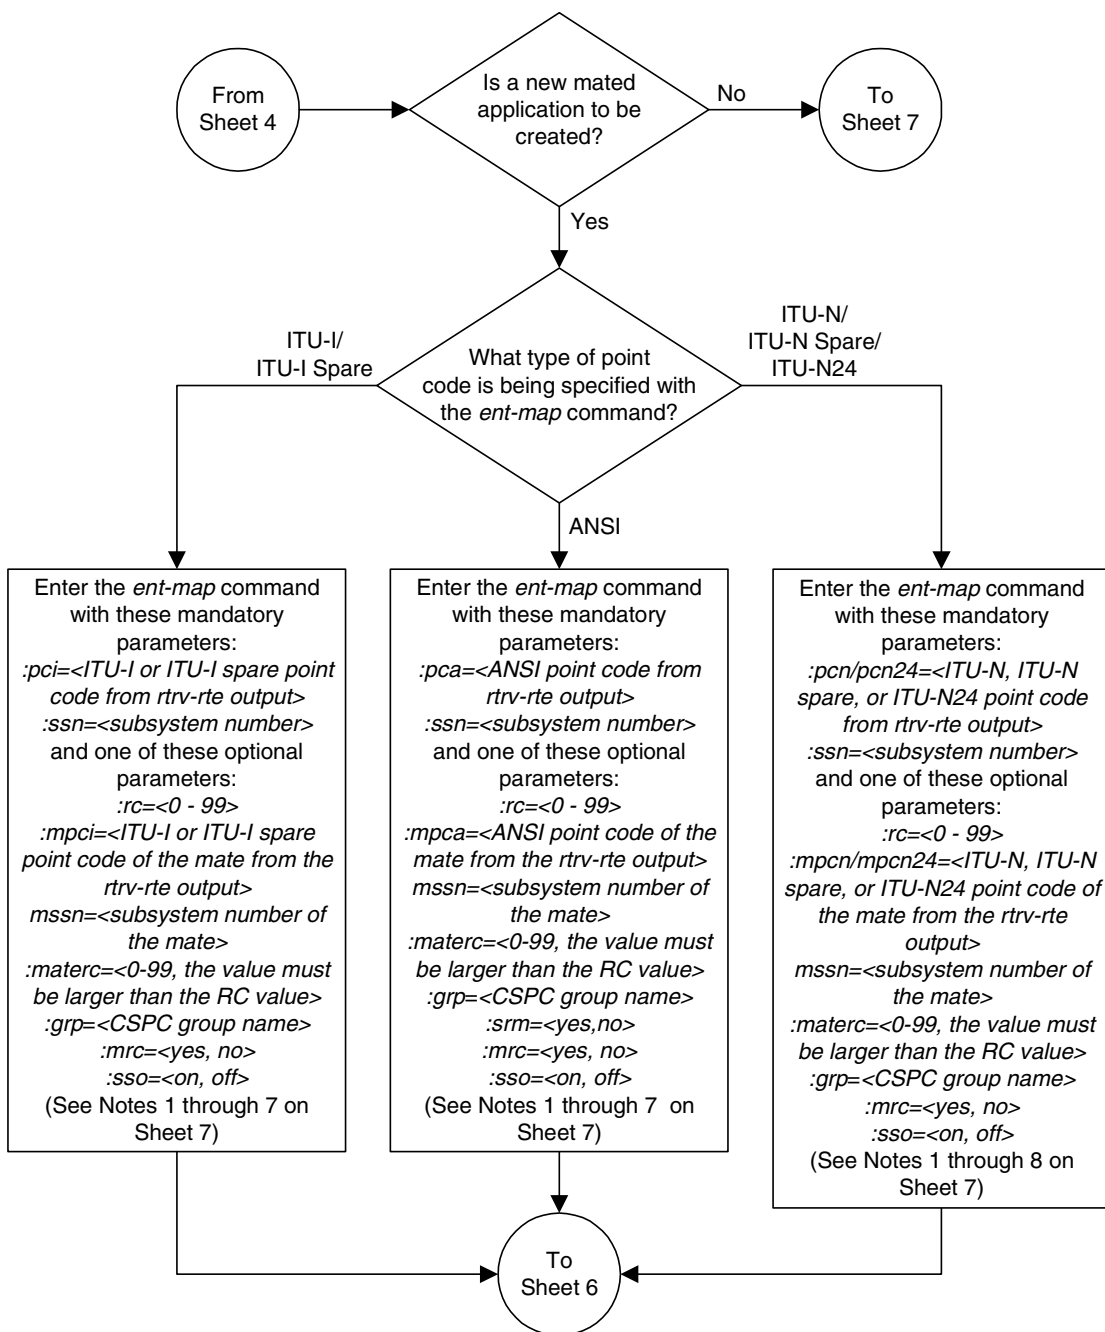 From
Sheet 4
Is a new mated
application to be
created?
No
To
Sheet 7
Yes
ITU-I/
ITU-I Spare
What type of point
code is being specified with
the ent-map command?
ITU-N/
ITU-N Spare/
ITU-N24
ANSI
Enter the ent-map command
with these mandatory
parameters:
:pci=<ITU-I or ITU-I spare point
code from rtrv-rte output>
:ssn=<subsystem number>
and one of these optional
parameters:
:rc=<0 - 99>
:mpci=<ITU-I or ITU-I spare
point code of the mate from the
rtrv-rte output>
mssn=<subsystem number of
the mate>
:materc=<0-99, the value must
be larger than the RC value>
:grp=<CSPC group name>
:mrc=<yes, no>
:sso=<on, off>
(See Notes 1 through 7 on
Sheet 7)
Enter the ent-map command
with these mandatory
parameters:
:pca=<ANSI point code from
rtrv-rte output>
:ssn=<subsystem number>
and one of these optional
parameters:
:rc=<0 - 99>
:mpca=<ANSI point code of the
mate from the rtrv-rte output>
mssn=<subsystem number of
the mate>
:materc=<0-99, the value must
be larger than the RC value>
:grp=<CSPC group name>
:srm=<yes,no>
:mrc=<yes, no>
:sso=<on, off>
(See Notes 1 through 7 on
Sheet 7)
Enter the ent-map command
with these mandatory
parameters:
:pcn/pcn24=<ITU-N, ITU-N
spare, or ITU-N24 point code
from rtrv-rte output>
:ssn=<subsystem number>
and one of these optional
parameters:
:rc=<0 - 99>
:mpcn/mpcn24=<ITU-N, ITU-N
spare, or ITU-N24 point code of
the mate from the rtrv-rte
output>
mssn=<subsystem number of
the mate>
:materc=<0-99, the value must
be larger than the RC value>
:grp=<CSPC group name>
:mrc=<yes, no>
:sso=<on, off>
(See Notes 1 through 8 on
Sheet 7)
To
Sheet 6